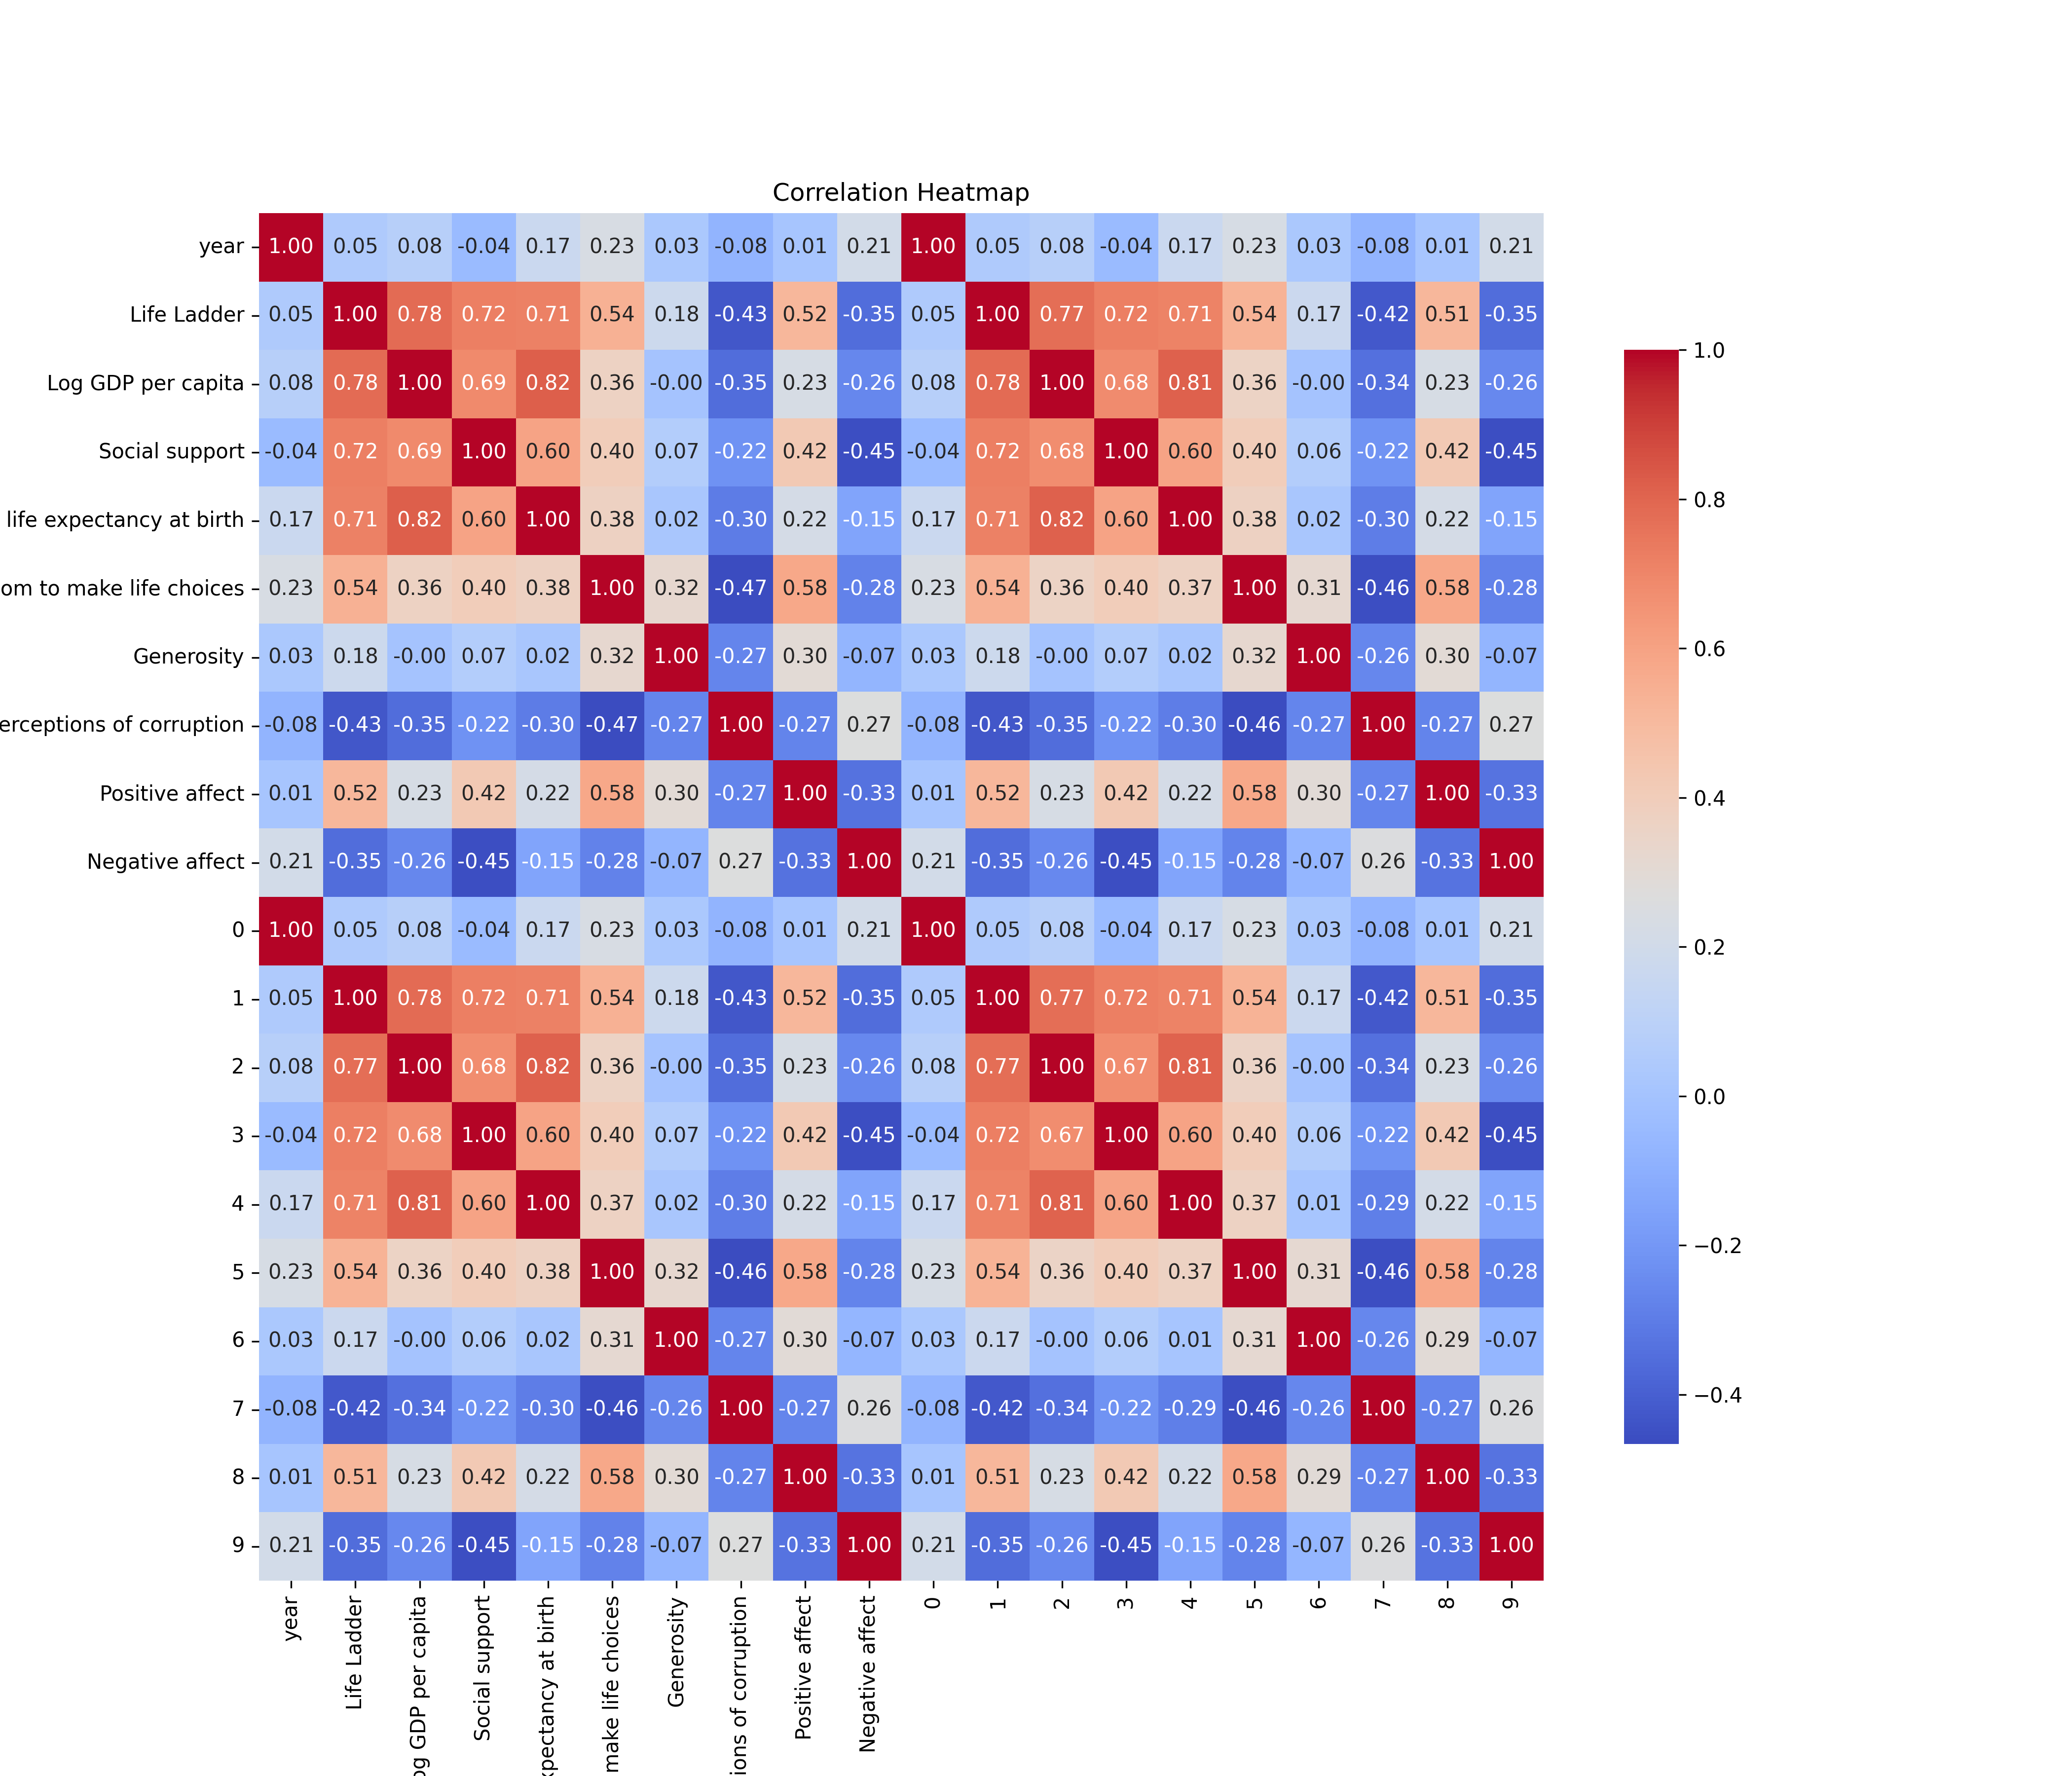 Correlation Heatmap
year 1.00 0.05 0.08 -0.04 0.17 0.23 0.03 -0.08 0.01 0.21 1.00 0.05 0.08 -0.04 0.17 0.23 0.03 -0.08 0.01 0.21
Life Ladder 0.05 1.00 0.78 0.72 0.71 0.54 0.18 -0.43 0.52 -0.35 0.05 1.00 0.77 0.72 0.71 0.54 0.17 -0.42 0.51 -0.35
Log GDP per capita 0.08 0.78 1.00 0.69 0.82 0.36 -0.00 -0.35 0.23 -0.26 0.08 0.78 1.00 0.68 0.81 0.36 -0.00 -0.34 0.23 -0.26
Social support -0.04 0.72 0.69 1.00 0.60 0.40 0.07 -0.22 0.42 -0.45 -0.04 0.72 0.68 1.00 0.60 0.40 0.06 -0.22 0.42 -0.45
life expectancy at birth 0.17 0.71 0.82 0.60 1.00 0.38 0.02 -0.30 0.22 -0.15 0.17 0.71 0.82 0.60 1.00 0.38 0.02 -0.30 0.22 -0.15
om to make life choices 0.23 0.54 0.36 0.40 0.38 1.00 0.32 -0.47 0.58 -0.28 0.23 0.54 0.36 0.40 0.37 1.00 0.31 -0.46 0.58 -0.28
Generosity 0.03 0.18 -0.00 0.07 0.02 0.32 1.00 -0.27 0.30 -0.07 0.03 0.18 -0.00 0.07 0.02 0.32 1.00 -0.26 0.30 -0.07
erceptions of corruption -0.08 -0.43 -0.35 -0.22 -0.30 -0.47 -0.27 1.00 -0.27 0.27 -0.08 -0.43 -0.35 -0.22 -0.30 -0.46 -0.27 1.00 -0.27 0.27
Positive affect 0.01 0.52 0.23 0.42 0.22 0.58 0.30 -0.27 1.00 -0.33 0.01 0.52 0.23 0.42 0.22 0.58 0.30 -0.27 1.00 -0.33
Negative affect 0.21 -0.35 -0.26 -0.45 -0.15 -0.28 -0.07 0.27 -0.33 1.00 0.21 -0.35 -0.26 -0.45 -0.15 -0.28 -0.07 0.26 -0.33 1.00
0 1.00 0.05 0.08 -0.04 0.17 0.23 0.03 -0.08 0.01 0.21 1.00 0.05 0.08 -0.04 0.17 0.23 0.03 -0.08 0.01 0.21
1 0.05 1.00 0.78 0.72 0.71 0.54 0.18 -0.43 0.52 -0.35 0.05 1.00 0.77 0.72 0.71 0.54 0.17 -0.42 0.51 -0.35
2 0.08 0.77 1.00 0.68 0.82 0.36 -0.00 -0.35 0.23 -0.26 0.08 0.77 1.00 0.67 0.81 0.36 -0.00 -0.34 0.23 -0.26
3 -0.04 0.72 0.68 1.00 0.60 0.40 0.07 -0.22 0.42 -0.45 -0.04 0.72 0.67 1.00 0.60 0.40 0.06 -0.22 0.42 -0.45
4 0.17 0.71 0.81 0.60 1.00 0.37 0.02 -0.30 0.22 -0.15 0.17 0.71 0.81 0.60 1.00 0.37 0.01 -0.29 0.22 -0.15
5 0.23 0.54 0.36 0.40 0.38 1.00 0.32 -0.46 0.58 -0.28 0.23 0.54 0.36 0.40 0.37 1.00 0.31 -0.46 0.58 -0.28
6 0.03 0.17 -0.00 0.06 0.02 0.31 1.00 -0.27 0.30 -0.07 0.03 0.17 -0.00 0.06 0.01 0.31 1.00 -0.26 0.29 -0.07
7 -0.08 -0.42 -0.34 -0.22 -0.30 -0.46 -0.26 1.00 -0.27 0.26 -0.08 -0.42 -0.34 -0.22 -0.29 -0.46 -0.26 1.00 -0.27 0.26
8 0.01 0.51 0.23 0.42 0.22 0.58 0.30 -0.27 1.00 -0.33 0.01 0.51 0.23 0.42 0.22 0.58 0.29 -0.27 1.00 -0.33
9 0.21 -0.35 -0.26 -0.45 -0.15 -0.28 -0.07 0.27 -0.33 1.00 0.21 -0.35 -0.26 -0.45 -0.15 -0.28 -0.07 0.26 -0.33 1.00
year
Life Ladder
og GDP per capita
Social support
xpectancy at birth
make life choices
Generosity
ions of corruption
Positive affect
Negative affect
0
1
2
3
4
5
6
7
8
9
1.0
0.8
0.6
0.4
0.2
0.0
−0.2
−0.4